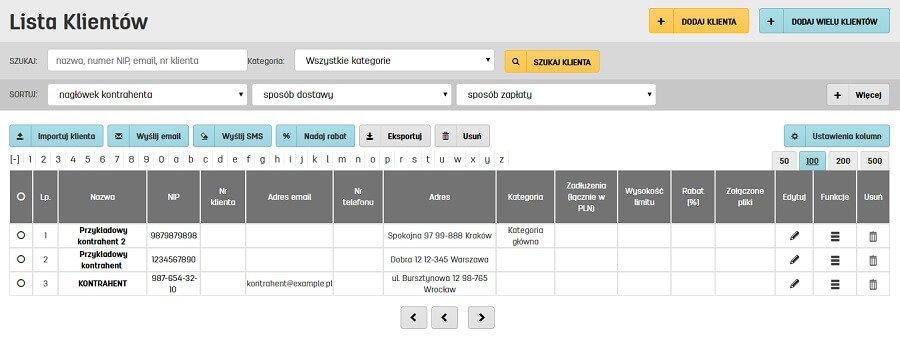 Lista Klientów
+ DODAJ KLIENTA
+ DODAJ WIELU KLIENTÓW
SZUKAJ: nazwa, numer NIP, email, nr klienta Kategoria: Wszystkie kategorie SZUKAJ KLIENTA
SORTUJ: nagłówek kontrahenta sposób dostawy sposób zapłaty + Więcej
Importuj klienta Wyślij email Wyślij SMS % Nadaj rabat Eksportuj Usuń Ustawienia kolumn
[-] 1 2 3 4 5 6 7 8 9 0 a b c d e f g h i j k l m n o p r s t u w x y z 50 100 200 500
Lp. Nazwa NIP Nr klienta Adres email Nr telefonu Adres Kategoria Zadłużenia (łącznie w PLN) Wysokość limitu Rabat [%] Załączone pliki Edytuj Funkcje Usuń
1 Przykładowy kontrahent 2 9879879898 Spokojna 97 99-888 Kraków Kategoria główna
2 Przykładowy kontrahent 1234567890 Dobra 12 12-345 Warszawa
3 KONTRAHENT 987-654-32-10 kontrahent@example.pl ul. Bursztynowa 12 98-765 Wrocław